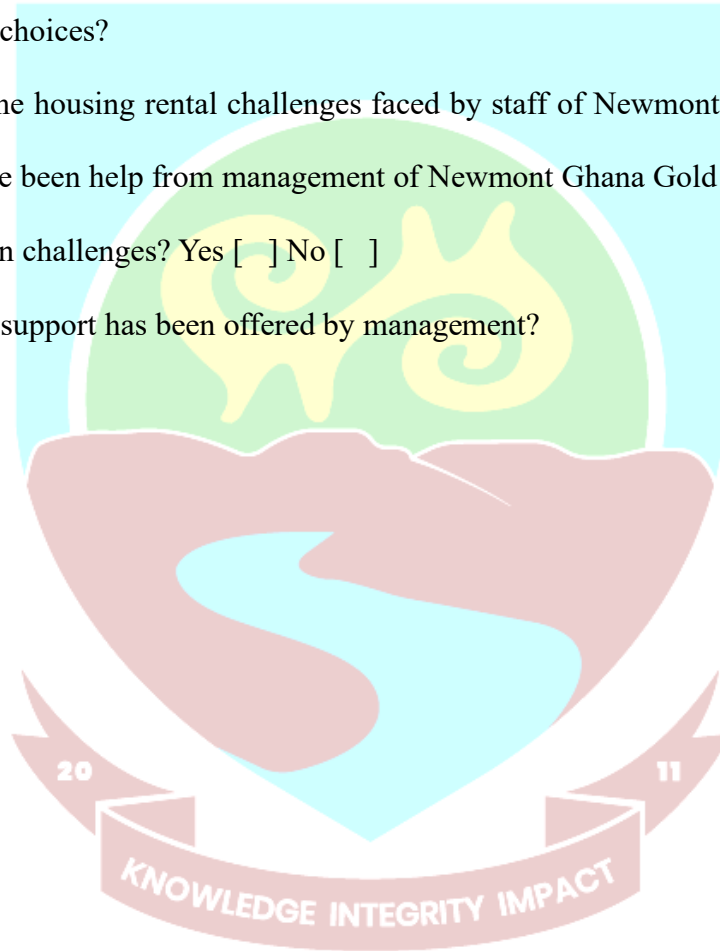 choices?
he housing rental challenges faced by staff of Newmont
e been help from management of Newmont Ghana Gold
n challenges? Yes [ ] No [ ]
support has been offered by management?
20
11
KNOWLEDGE INTEGRITY IMPACT